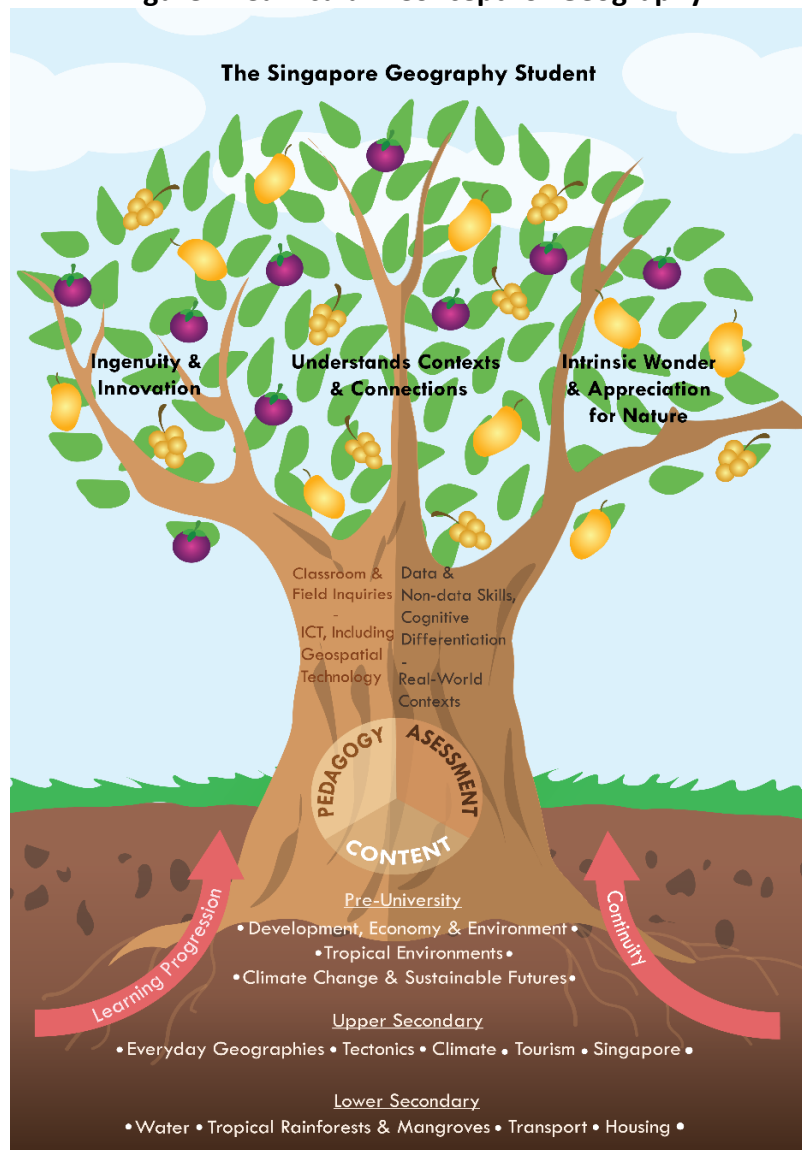 The Singapore Geography Student
Ingenuity &
Innovation
Understands Contexts
& Connections
Intrinsic Wonder
& Appreciation
for Nature
Classroom &
Field Inquiries
-
ICT, Including
Geospatial
Technology
Data &
Non-data Skills,
Cognitive
Differentiation
-
Real-World
Contexts
PEDAGOGY
ASESSMENT
CONTENT
Learning Progression
Continuity
Pre-University
• Development, Economy & Environment •
• Tropical Environments •
• Climate Change & Sustainable Futures •
Upper Secondary
• Everyday Geographies • Tectonics • Climate • Tourism • Singapore •
Lower Secondary
• Water • Tropical Rainforests & Mangroves • Transport • Housing •